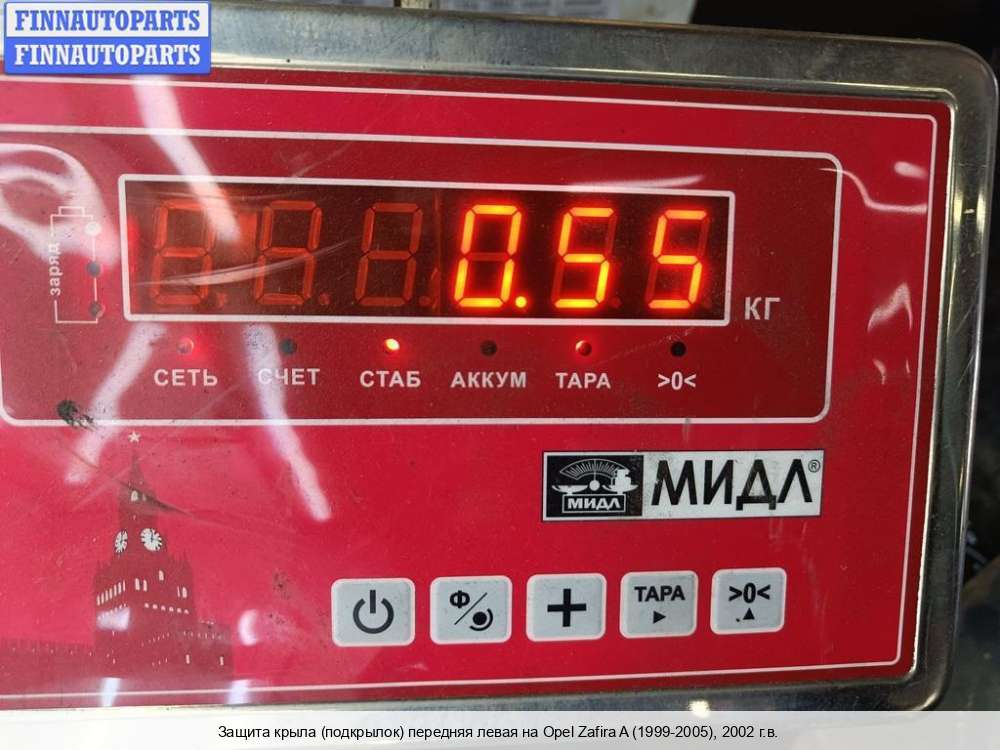 FINNAUTOPARTS
FINNAUTOPARTS
заряд
0.55
КГ
СЕТЬ СЧЕТ СТАБ АККУМ ТАРА >0<
МИДЛ МИДЛ®
Ф ТАРА >0<
Защита крыла (подкрылок) передняя левая на Opel Zafira A (1999-2005), 2002 г.в.